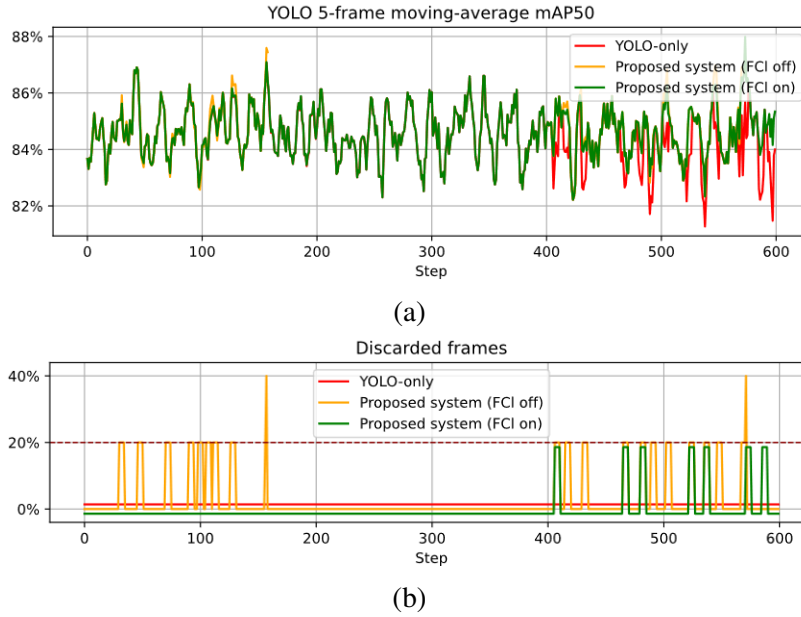 YOLO 5-frame moving-average mAP50
88%
86%
84%
82%
YOLO-only
Proposed system (FCI off)
Proposed system (FCI on)
0 100 200 300 400 500 600
Step
(a)
Discarded frames
40%
20%
0%
YOLO-only
Proposed system (FCI off)
Proposed system (FCI on)
0 100 200 300 400 500 600
Step
(b)